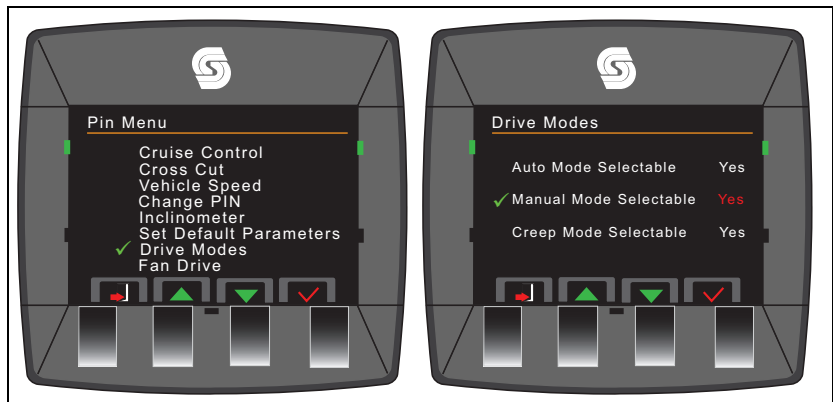 Pin Menu
Cruise Control
Cross Cut
Vehicle Speed
Change PIN
Inclinometer
Set Default Parameters
Drive Modes
Fan Drive
Drive Modes
Auto Mode Selectable Yes
Manual Mode Selectable Yes
Creep Mode Selectable Yes